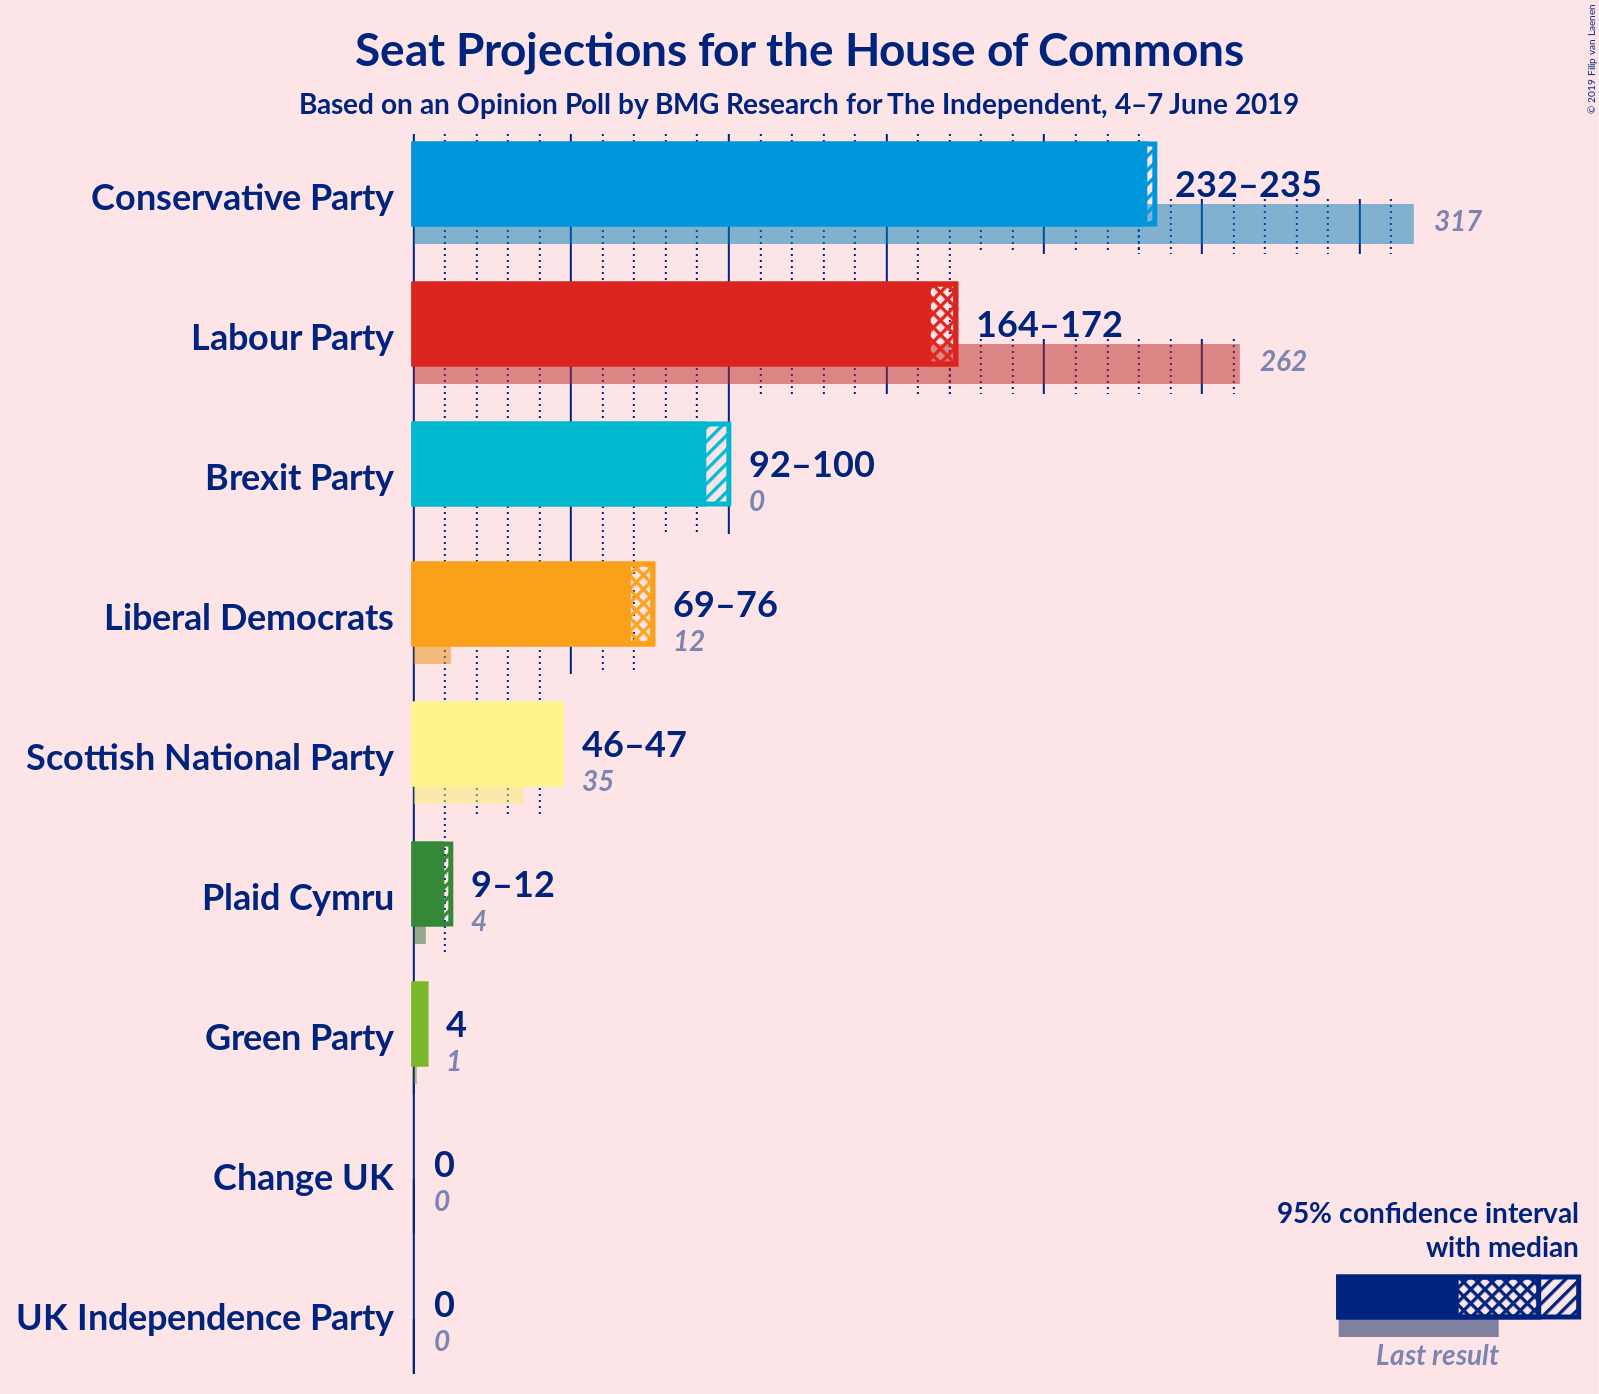 Seat Projections for the House of Commons
Based on an Opinion Poll by BMG Research for The Independent, 4–7 June 2019
© 2019 Filip van Laenen
Conservative Party
232–235
317
Labour Party
164–172
262
Brexit Party
92–100
0
Liberal Democrats
69–76
12
Scottish National Party
46–47
35
Plaid Cymru
9–12
4
Green Party
4
1
Change UK
0
0
UK Independence Party
0
0
95% confidence interval
with median
Last result